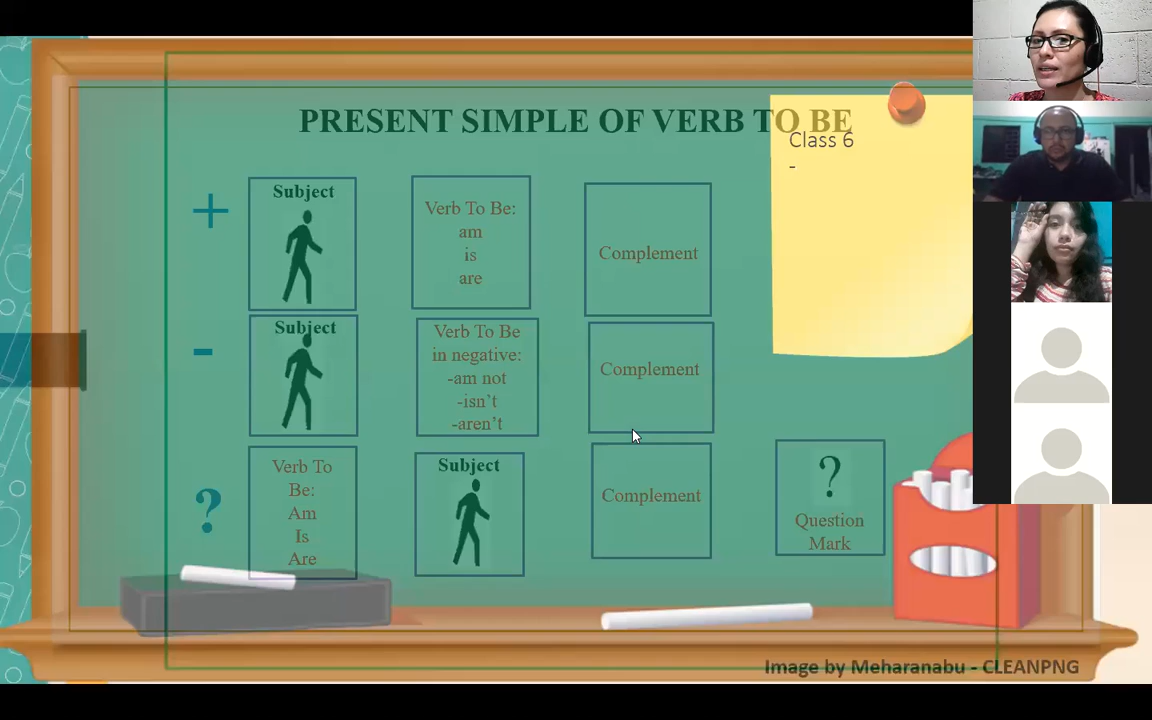 PRESENT SIMPLE OF VERB TO BE
Class 6
-
+
Subject
Verb To Be:
am
is
are
Complement
-
Subject
Verb To Be
in negative:
-am not
-isn't
-aren't
Complement
?
Verb To
Be:
Am
Is
Are
Subject
Complement
?
Question
Mark
Image by Meharanabu - CLEANPNG